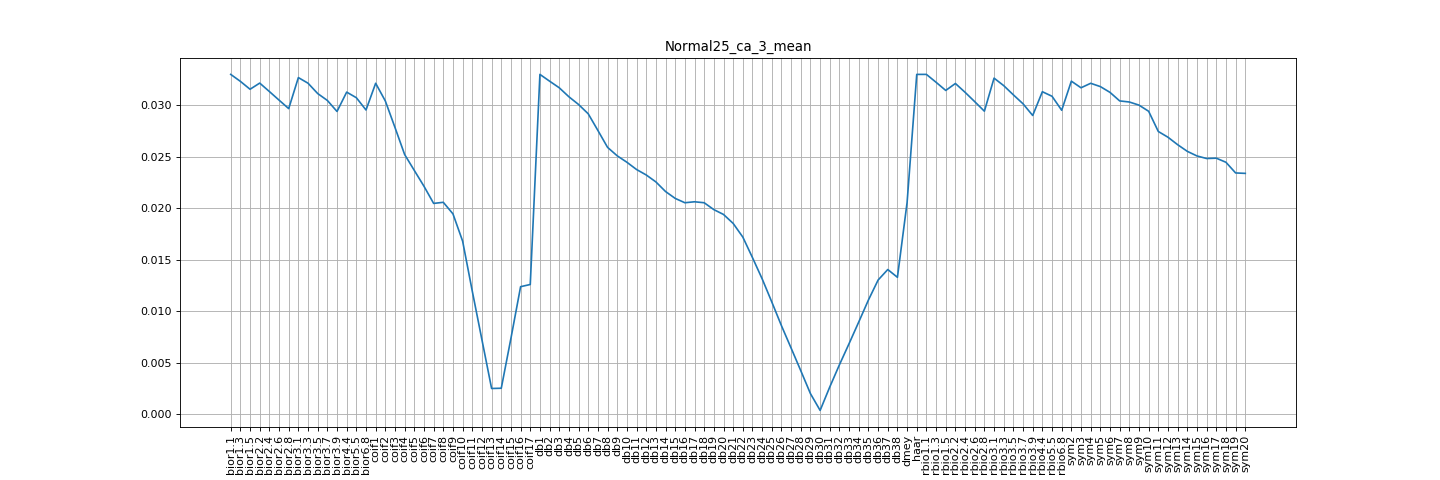 Normal25_ca_3_mean
0.030
0.025
0.020
0.015
0.010
0.005
0.000
bior1.1
bior1.3
bior1.5
bior2.2
bior2.4
bior2.6
bior2.8
bior3.1
bior3.3
bior3.5
bior3.7
bior3.9
bior4.4
bior5.5
bior6.8
coif1
coif2
coif3
coif4
coif5
coif6
coif7
coif8
coif9
coif10
coif11
coif12
coif13
coif14
coif15
coif16
coif17
db1
db2
db3
db4
db5
db6
db7
db8
db9
db10
db11
db12
db13
db14
db15
db16
db17
db18
db19
db20
db21
db22
db23
db24
db25
db26
db27
db28
db29
db30
db31
db32
db33
db34
db35
db36
db37
db38
dmey
haar
rbio1.1
rbio1.3
rbio1.5
rbio2.2
rbio2.4
rbio2.6
rbio2.8
rbio3.1
rbio3.3
rbio3.5
rbio3.7
rbio3.9
rbio4.4
rbio5.5
rbio6.8
sym2
sym3
sym4
sym5
sym6
sym7
sym8
sym9
sym10
sym11
sym12
sym13
sym14
sym15
sym16
sym17
sym18
sym19
sym20